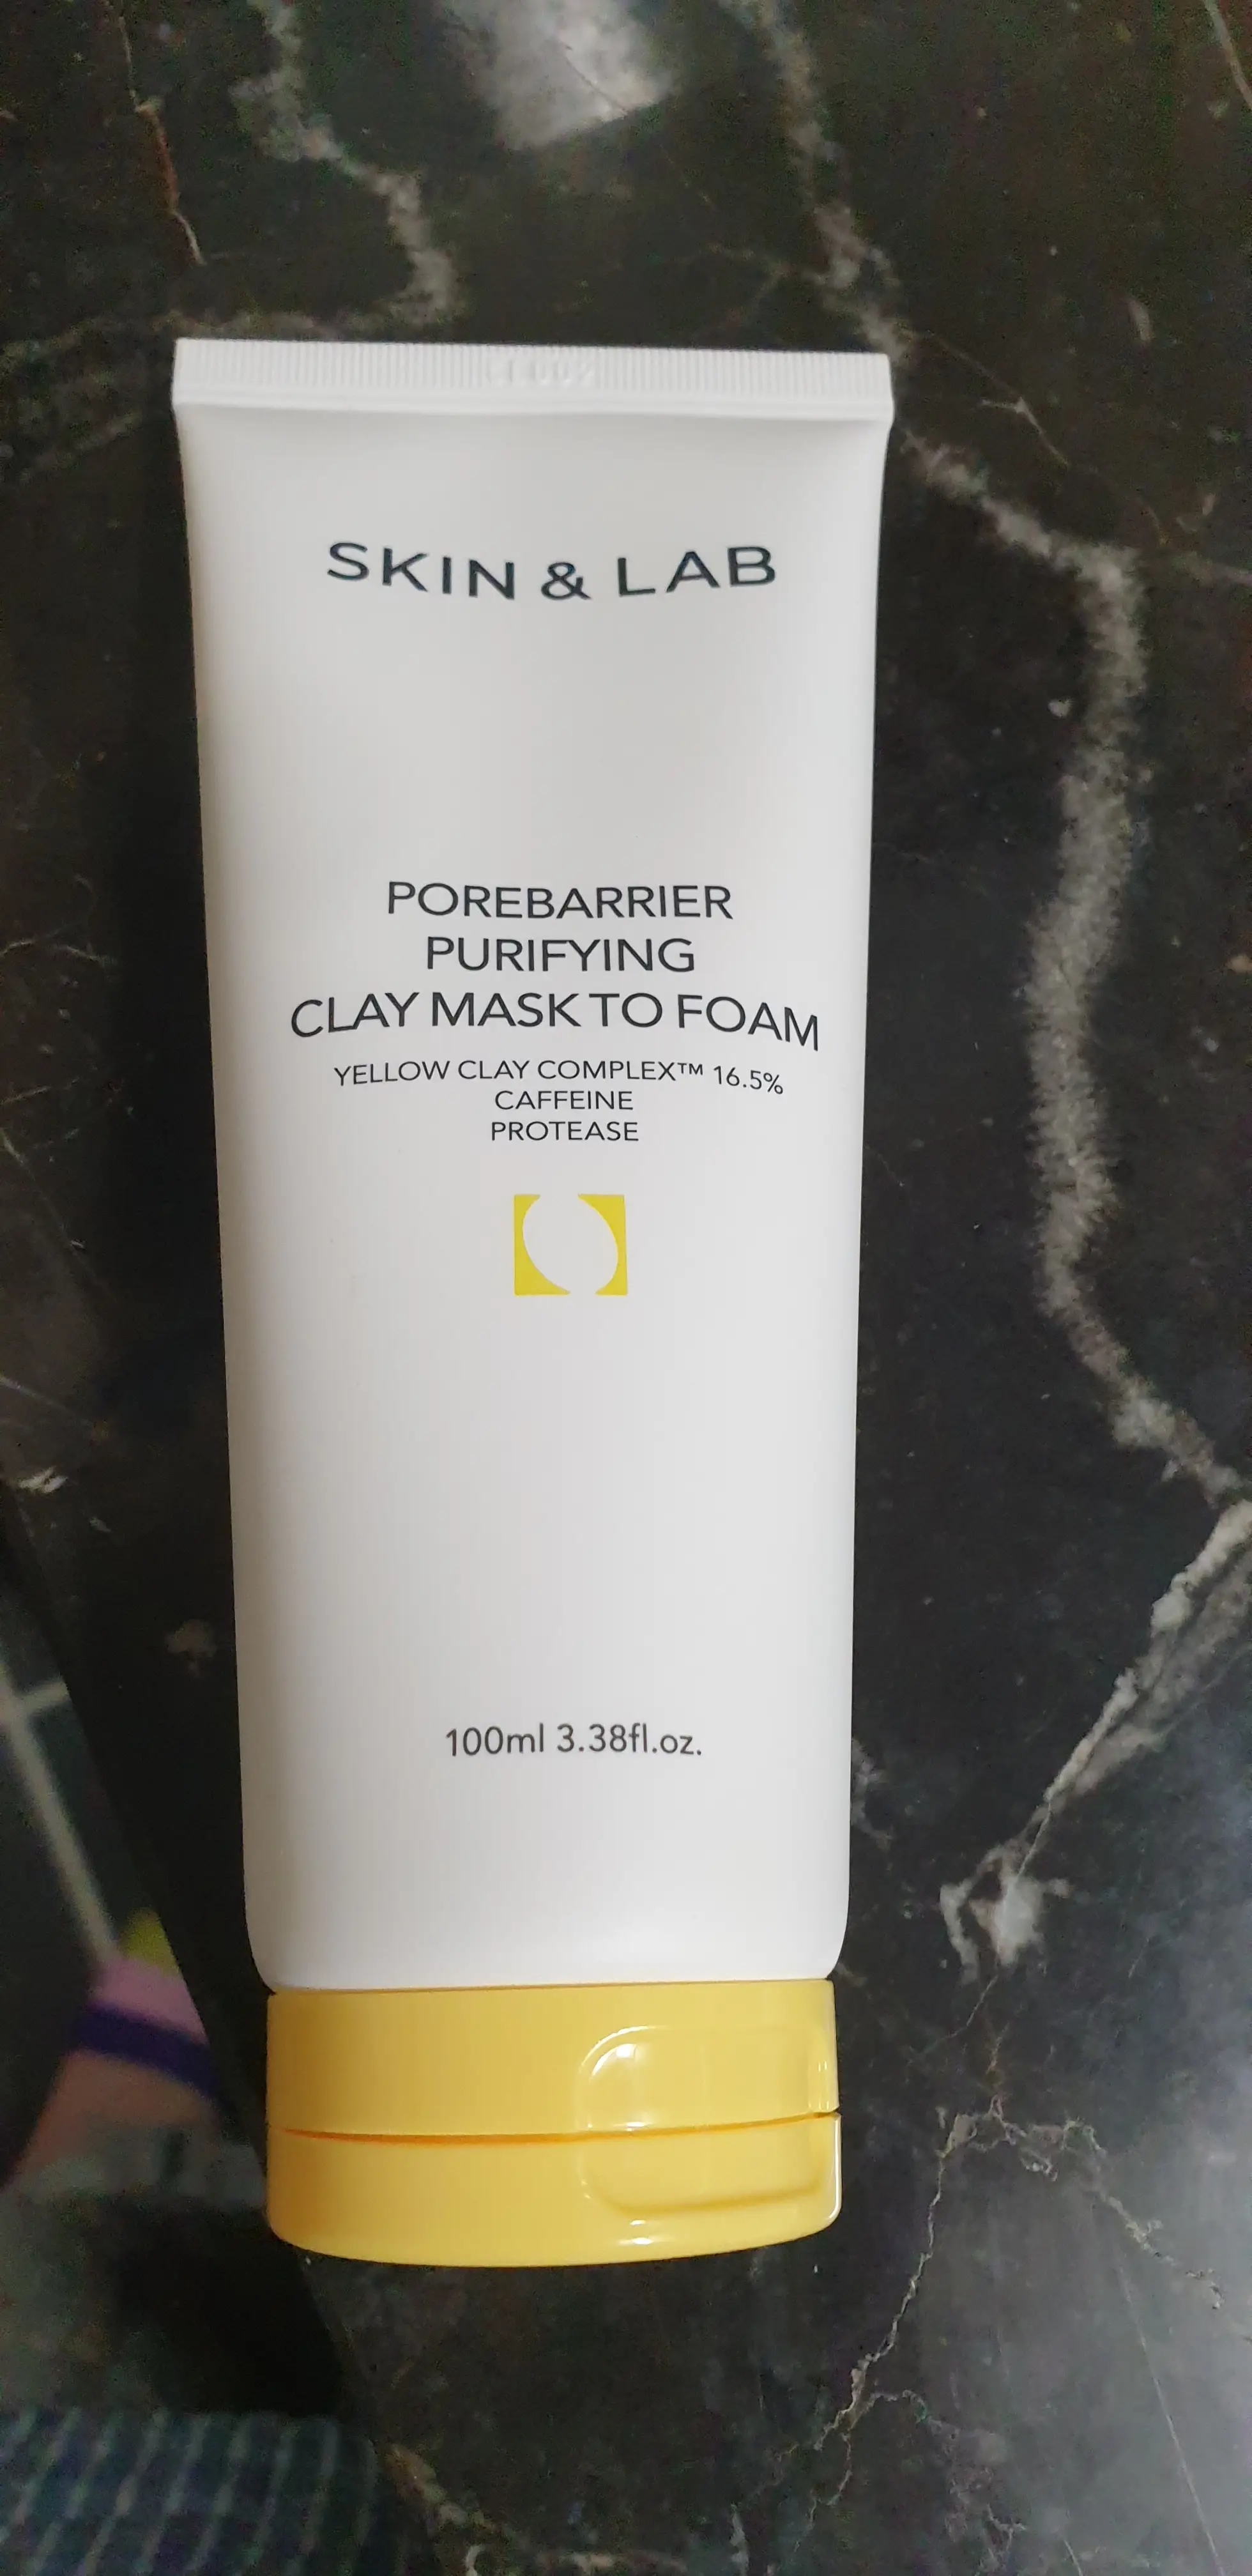 SKIN & LAB
POREBARRIER
PURIFYING
CLAY MASK TO FOAM
YELLOW CLAY COMPLEX™ 16.5%
CAFFEINE
PROTEASE
100ml 3.38fl.oz.